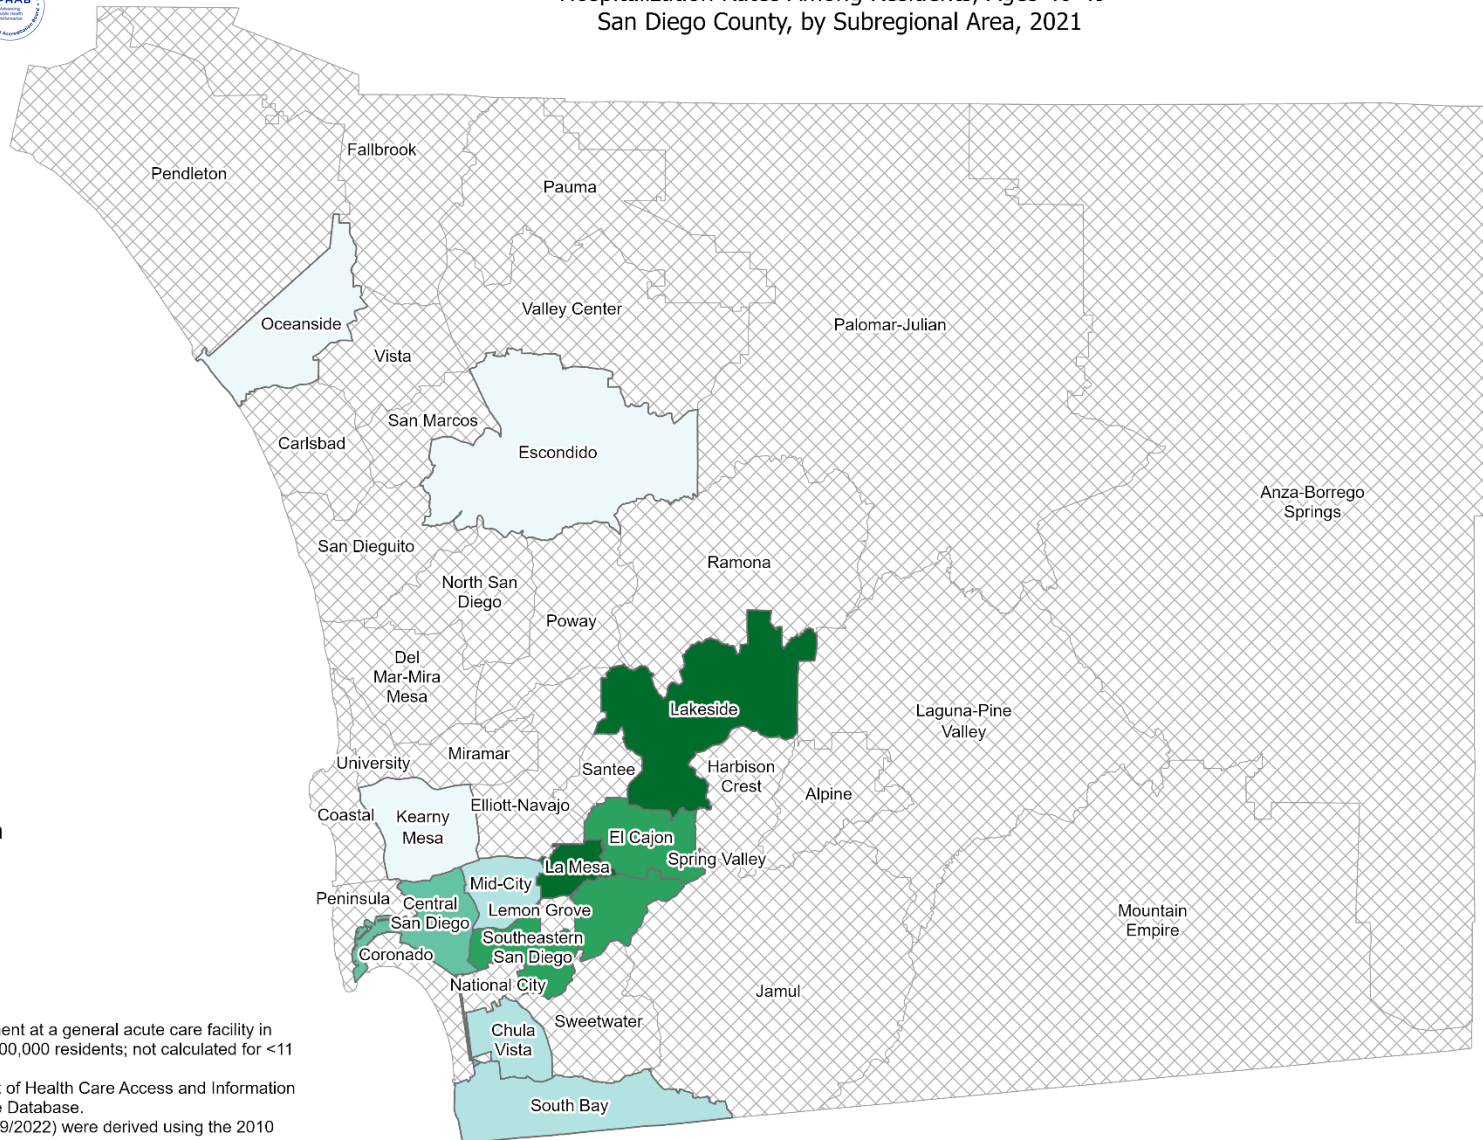 San Diego County, by Subregional Area, 2021
Fallbrook
Pendleton
Pauma
Valley Center
Oceanside
Palomar-Julian
Vista
San Marcos
Carlsbad
Escondido
Anza-Borrego
Springs
San Dieguito
Ramona
North San
Diego
Poway
Del
Mar-Mira
Mesa
Lakeside
Laguna-Pine
Valley
Miramar
University
Santee
Harbison
Crest
Alpine
Elliott-Navajo
Coastal
Kearny
Mesa
El Cajon
Spring Valley
La Mesa
Mid-City
Peninsula
Central
San Diego
Lemon Grove
Mountain
Empire
Southeastern
San Diego
Coronado
National City
Jamul
Sweetwater
Chula
Vista
South Bay
ent at a general acute care facility in
00,000 residents; not calculated for <11
of Health Care Access and Information
Database.
9/2022) were derived using the 2010